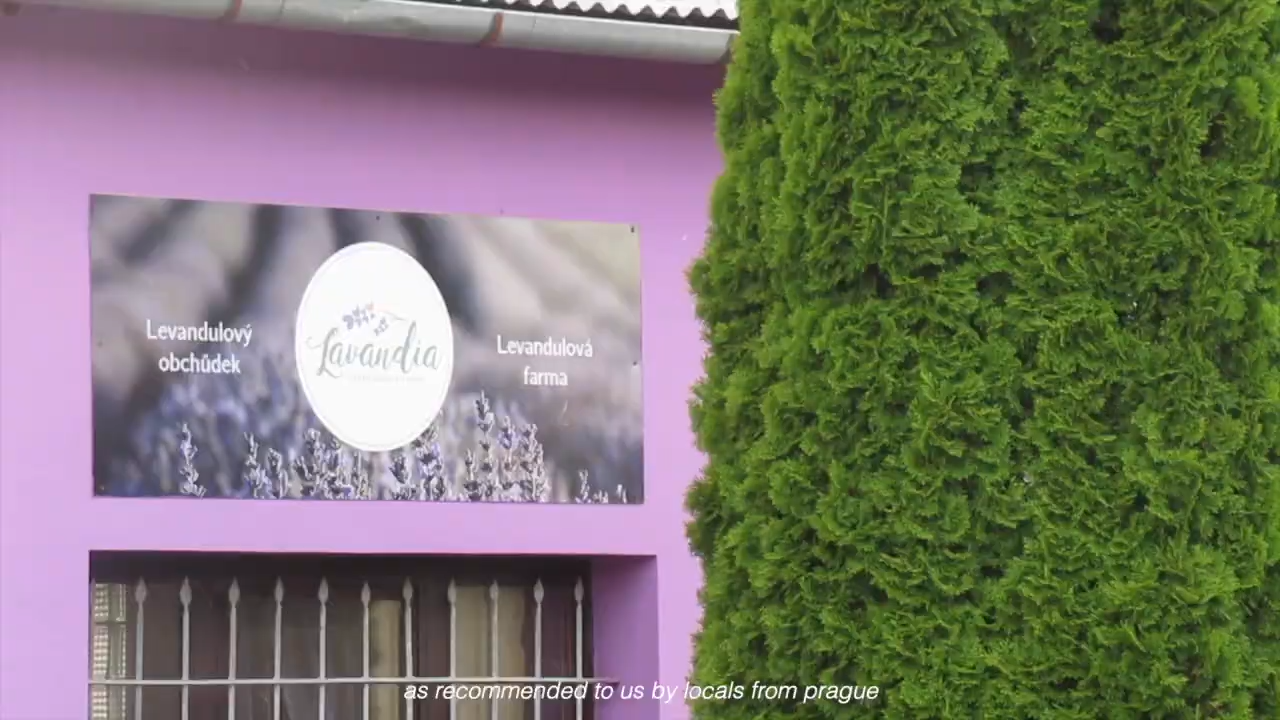 Levandulový
obchůdek
Lavandia
Levandulová
farma
as recommended to us by locals from prague